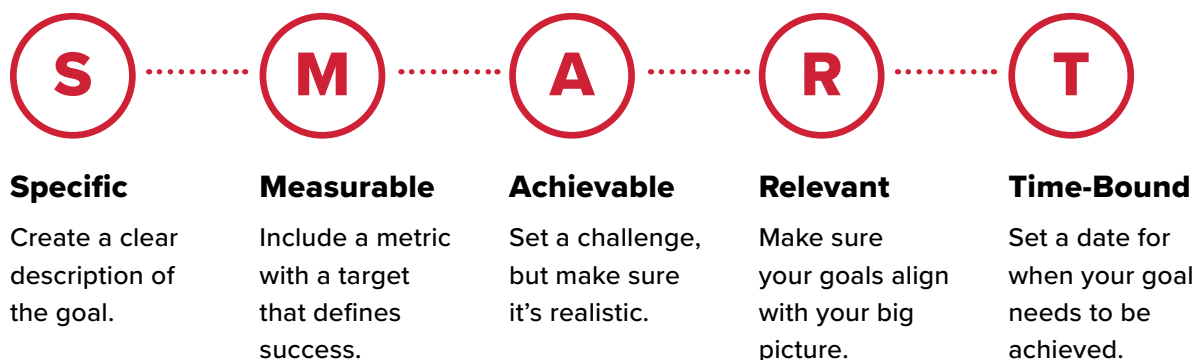 S M A R T
Specific
Create a clear
description of
the goal.
Measurable
Include a metric
with a target
that defines
success.
Achievable
Set a challenge,
but make sure
it's realistic.
Relevant
Make sure
your goals align
with your big
picture.
Time-Bound
Set a date for
when your goal
needs to be
achieved.